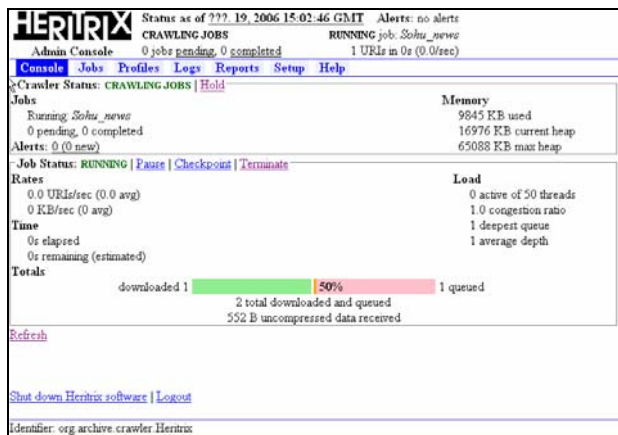 HERITRIX
Status as of ???. 19, 2006 15:02:46 GMT Alerts: no alerts
CRAWLING JOBS RUNNING job: Sohu_news
Admin Console 0 jobs pending, 0 completed 1 URIs in 0s (0.0/sec)
Console Jobs Profiles Logs Reports Setup Help
Crawler Status: CRAWLING JOBS | Hold
Jobs Memory
Running: Sohu_news 9845 KB used
0 pending, 0 completed 16976 KB current heap
Alerts: 0 (0 new) 65088 KB max heap
Job Status: RUNNING | Pause | Checkpoint | Terminate
Rates Load
0.0 URIs/sec (0.0 avg) 0 active of 50 threads
0 KB/sec (0 avg) 1.0 congestion ratio
Time 1 deepest queue
0s elapsed 1 average depth
0s remaining (estimated)
Totals
downloaded 1 50% 1 queued
2 total downloaded and queued
552 B uncompressed data received
Refresh
Shut down Heritrix software | Logout
Identifier: org.archive.crawler.Heritrix